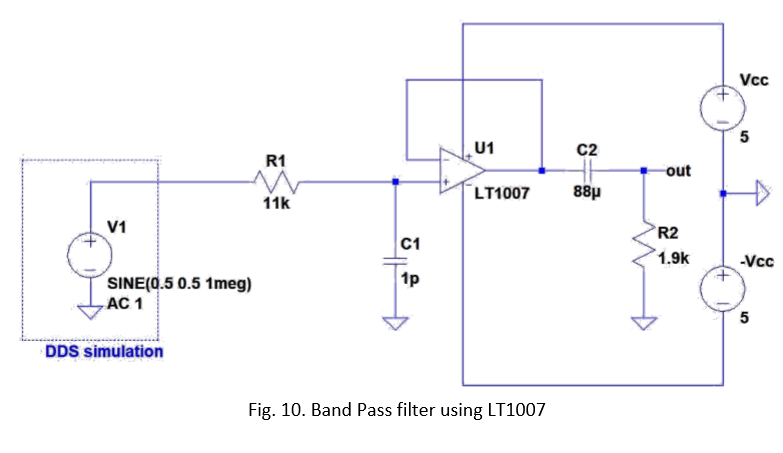 Vcc
5
U1
LT1007
C2
88µ
out
R1
11k
V1
SINE(0.5 0.5 1meg)
AC 1
C1
1p
R2
1.9k
-Vcc
5
DDS simulation
Fig. 10. Band Pass filter using LT1007